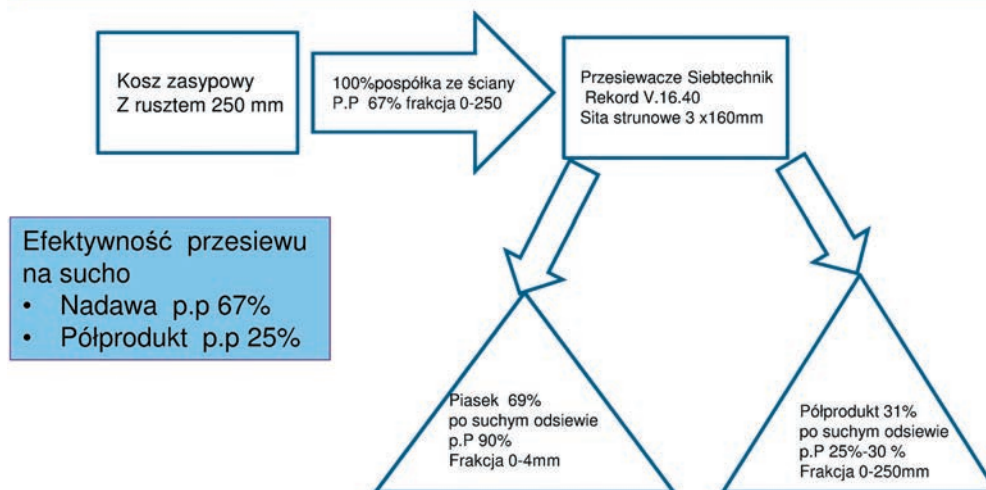 Kosz zasypowy
Z rusztem 250 mm
100%pospółka ze ściany
P.P 67% frakcja 0-250
Przesiewacze Siebtechnik
Rekord V.16.40
Sita strunowe 3 x160mm
Efektywność przesiewu
na sucho
• Nadawa p.p 67%
• Półprodukt p.p 25%
Piasek 69%
po suchym odsiewie
p.P 90%
Frakcja 0-4mm
Półprodukt 31%
po suchym odsiewie
p.P 25%-30 %
Frakcja 0-250mm